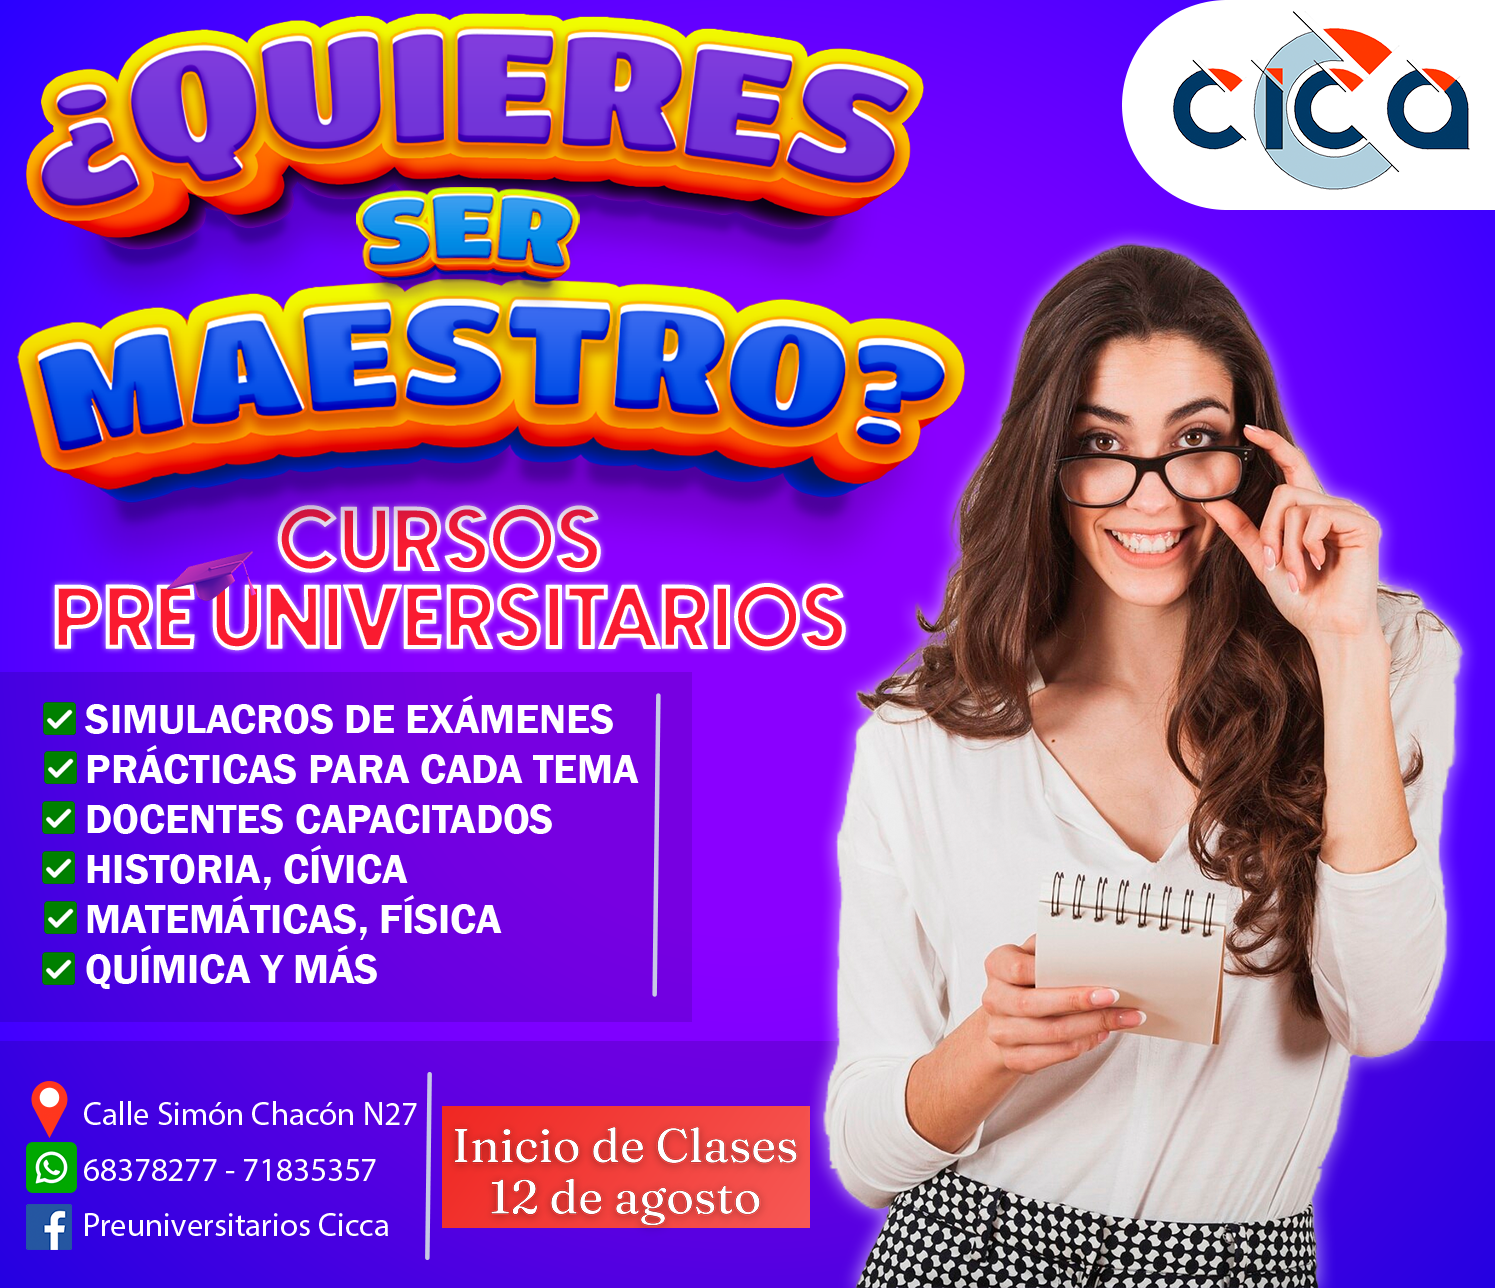 ¿QUIERES
SER
MAESTRO?
cica
CURSOS
PRE UNIVERSITARIOS
SIMULACROS DE EXÁMENES
PRÁCTICAS PARA CADA TEMA
DOCENTES CAPACITADOS
HISTORIA, CÍVICA
MATEMÁTICAS, FÍSICA
QUÍMICA Y MÁS
Calle Simón Chacón N27
68378277 - 71835357
Preuniversitarios Cicca
Inicio de Clases
12 de agosto